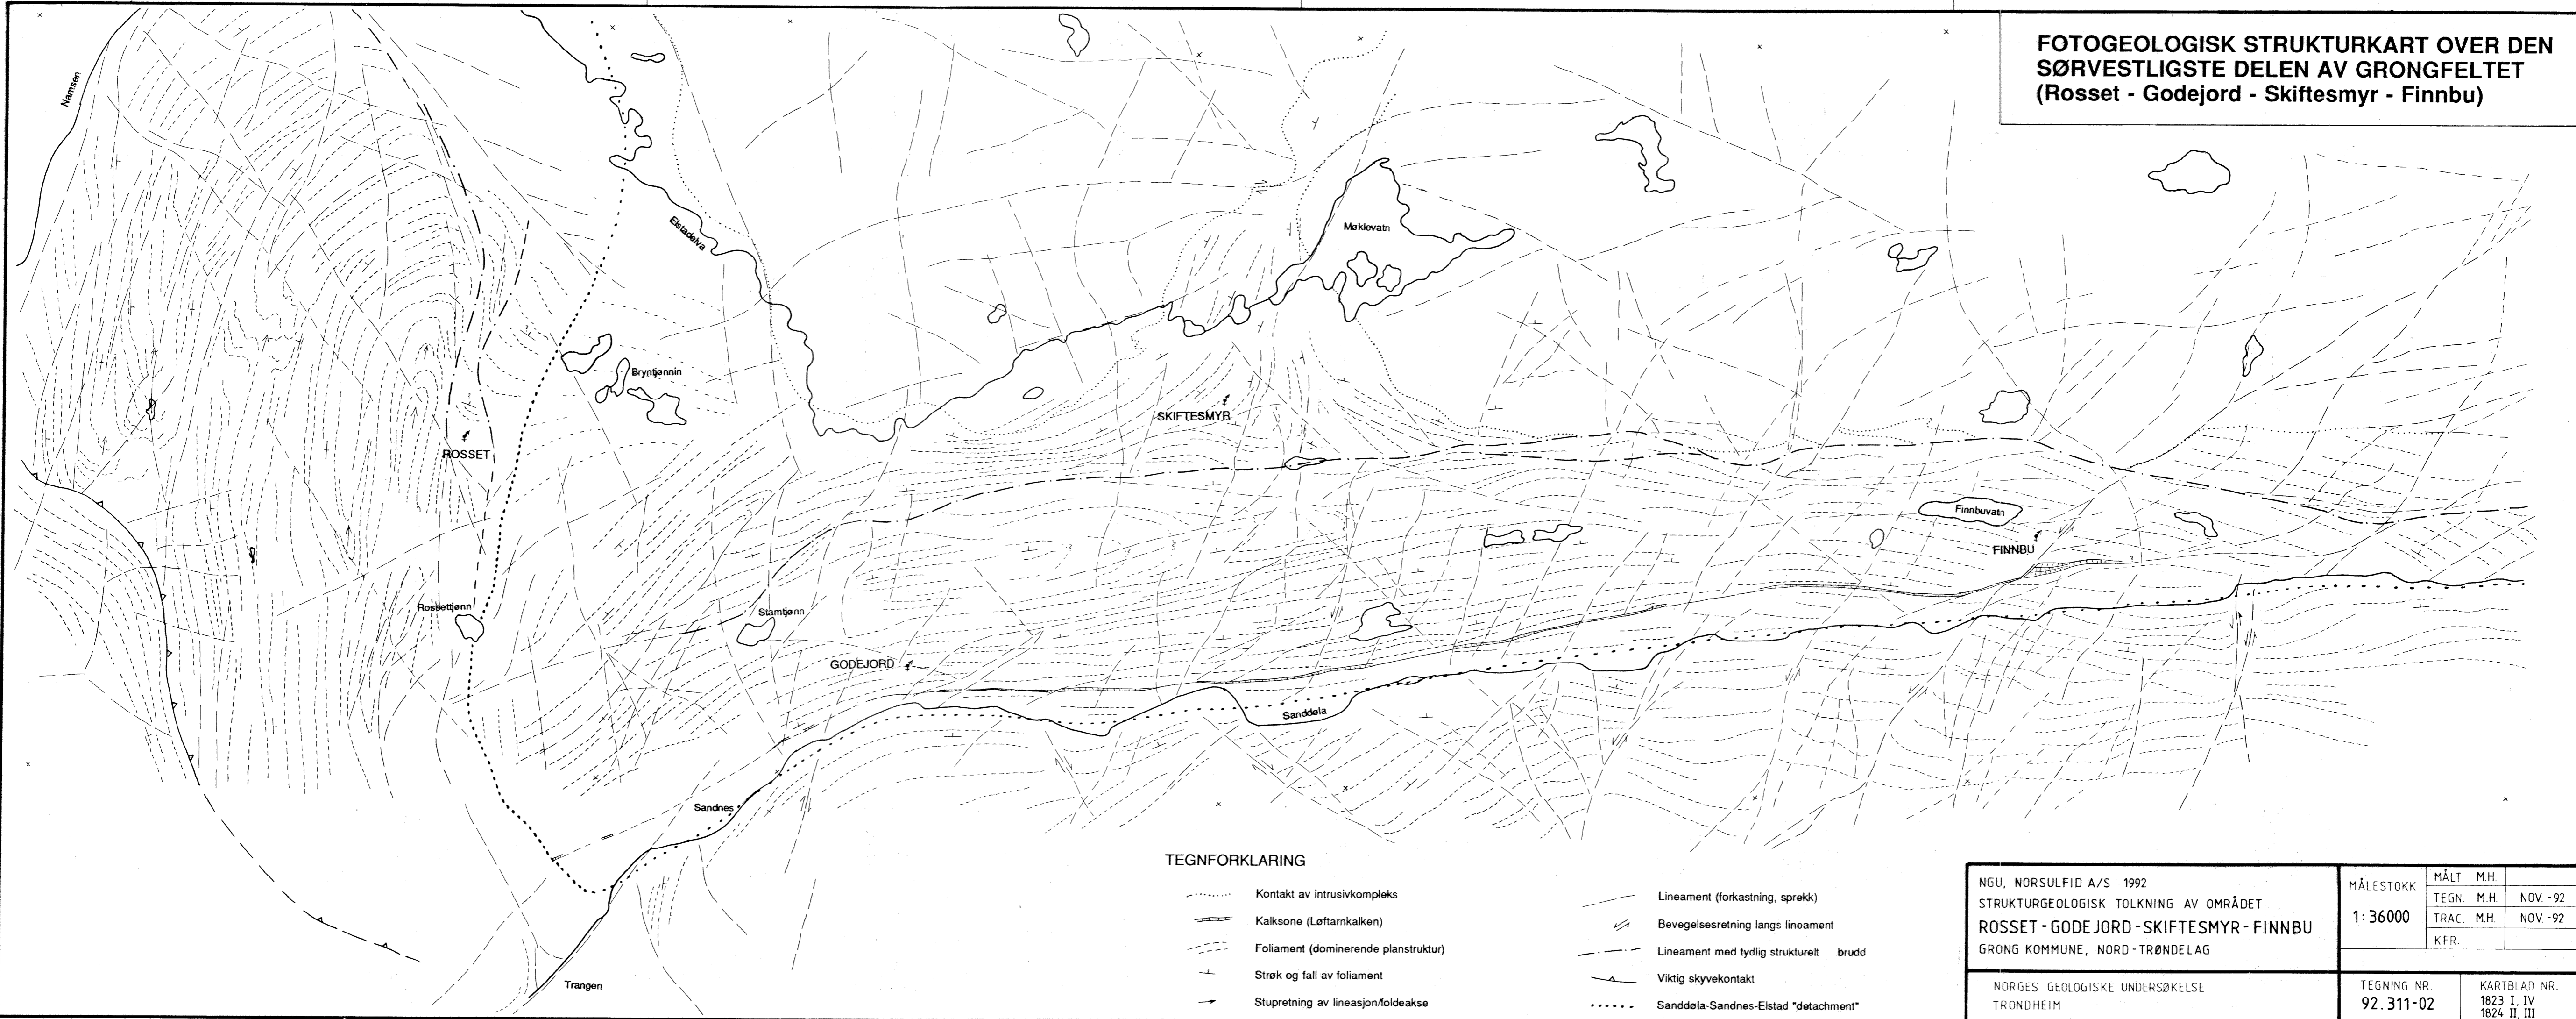 FOTOGEOLOGISK STRUKTURKART OVER DEN
SØRVESTLIGSTE DELEN AV GRONGFELTET
(Rosset - Godejord - Skiftesmyr - Finnbu)
Namsen
Elstadelva
Møklevatn
Bryntjønnin
SKIFTESMYR
ROSSET
Finnbuvatn
FINNBU
?
Rossettjønn
Stamtjønn
GODEJORD
Sanddøla
Sandnes
Trangen
TEGNFORKLARING
Kontakt av intrusivkompleks
Kalksone (Løftarnkalken)
Foliament (dominerende planstruktur)
Strøk og fall av foliament
Stupretning av lineasjon/foldeakse
Lineament (forkastning, sprekk)
Bevegelsesretning langs lineament
Lineament med tydlig strukturelt brudd
Viktig skyvekontakt
Sanddøla-Sandnes-Elstad "detachment"
NGU, NORSULFID A/S 1992
STRUKTURGEOLOGISK TOLKNING AV OMRÅDET
ROSSET - GODEJORD - SKIFTESMYR - FINNBU
GRONG KOMMUNE, NORD - TRØNDELAG
MÅLESTOKK
1: 36000
MÅLT M.H.
TEGN. M.H. NOV. - 92
TRAC. M.H. NOV. - 92
KFR.
NORGES GEOLOGISKE UNDERSØKELSE
TRONDHEIM
TEGNING NR.
92.311-02
KARTBLAD NR.
1823 I, IV
1824 II, III